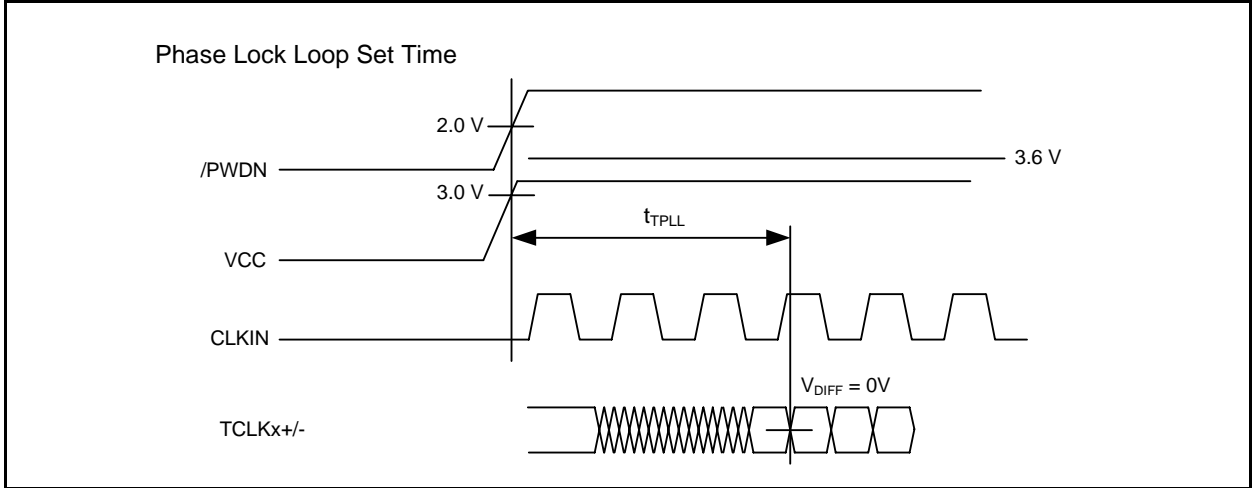 Phase Lock Loop Set Time
2.0 V
/PWDN
3.6 V
3.0 V
tTPLL
VCC
CLKIN
VDIFF = 0V
TCLKx+/-